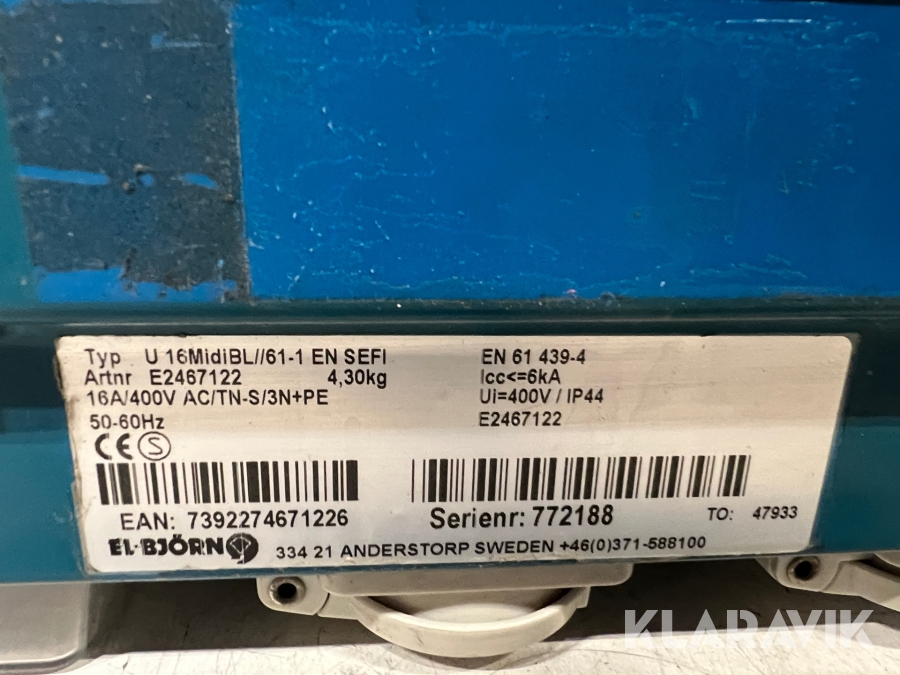 Typ U 16MidiBL//61-1 EN SEFI
Artnr E2467122 4,30kg
16A/400V AC/TN-S/3N+PE
50-60Hz
CE S
EN 61 439-4
Icc<=6kA
Ui=400V / IP44
E2467122
EAN: 7392274671226
Serienr: 772188
TO: 47933
EL-BJÖRN
334 21 ANDERSTORP SWEDEN +46(0)371-588100
KLARAVIK